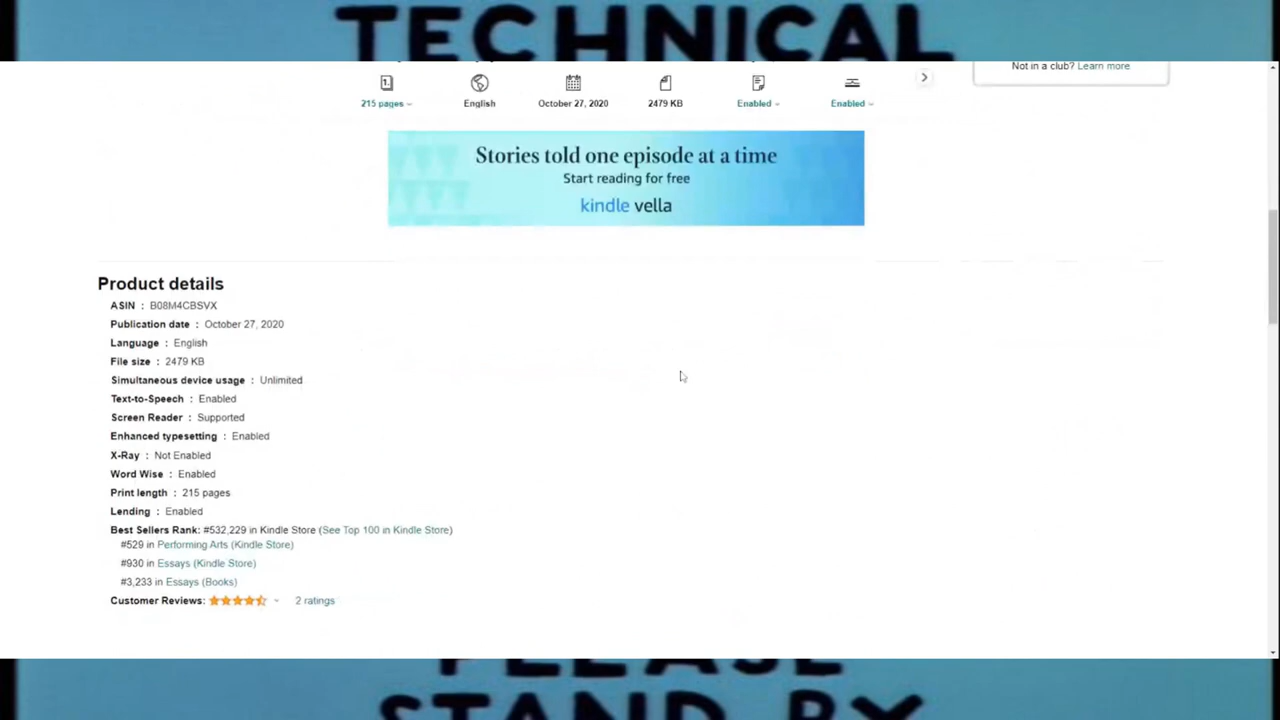 TECHNICAL
Not in a club? Learn more
215 pages
English
October 27, 2020
2479 KB
Enabled
Enabled
Stories told one episode at a time
Start reading for free
kindle vella
Product details
ASIN : B08M4CBSVX
Publication date : October 27, 2020
Language : English
File size : 2479 KB
Simultaneous device usage : Unlimited
Text-to-Speech : Enabled
Screen Reader : Supported
Enhanced typesetting : Enabled
X-Ray : Not Enabled
Word Wise : Enabled
Print length : 215 pages
Lending : Enabled
Best Sellers Rank: #532,229 in Kindle Store (See Top 100 in Kindle Store)
#529 in Performing Arts (Kindle Store)
#930 in Essays (Kindle Store)
#3,233 in Essays (Books)
Customer Reviews: 2 ratings
PLEASE
STAND BY